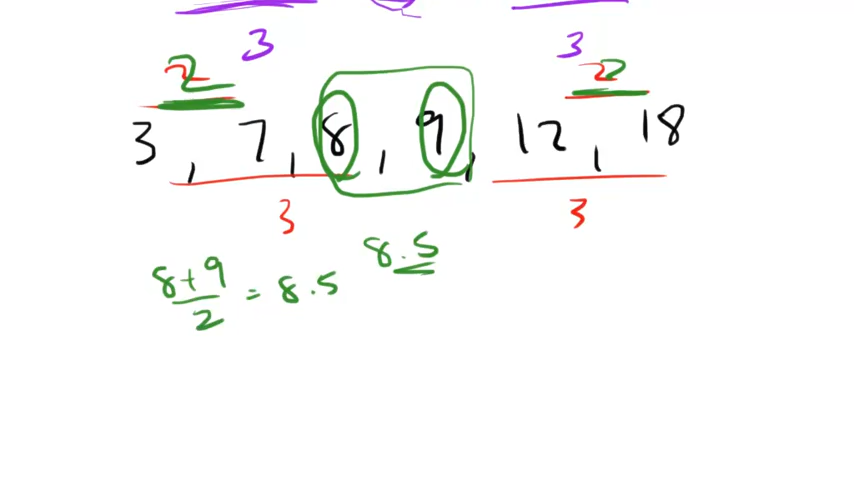 3 3
2 2
3, 7, 8, 9, 12, 18
3 3
8.5
8+9/2 = 8.5